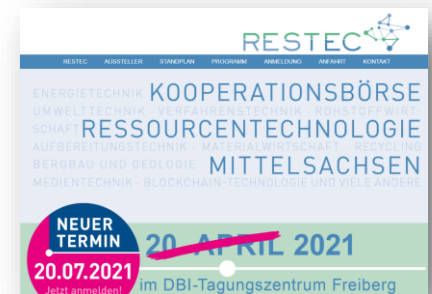 RESTEC
RESTEC AUSSTELLER STANDPLAN PROGRAMM ANMELDUNG ANFAHRT KONTAKT
ENERGIETECHNIK KOOPERATIONSBÖRSE
UMWELTTECHNIK - VERFAHRENSTECHNIK - ROHSTOFFWIRT-
SCHAFT RESSOURCENTECHNOLOGIE
AUFBEREITUNGSTECHNIK - MATERIALWIRTSCHAFT - RECYCLING
BERGBAU UND GEOLOGIE MITTELSACHSEN
MEDIENTECHNIK - BLOCKCHAIN-TECHNOLOGIE UND VIELE ANDERE
NEUER
TERMIN
20.07.2021
Jetzt anmelden!
20. APRIL 2021
im DBI-Tagungszentrum Freiberg